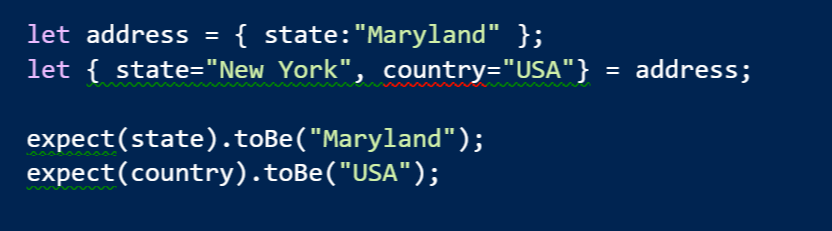 let address = { state:"Maryland" };
let { state="New York", country="USA"} = address;
expect(state).toBe("Maryland");
expect(country).toBe("USA");